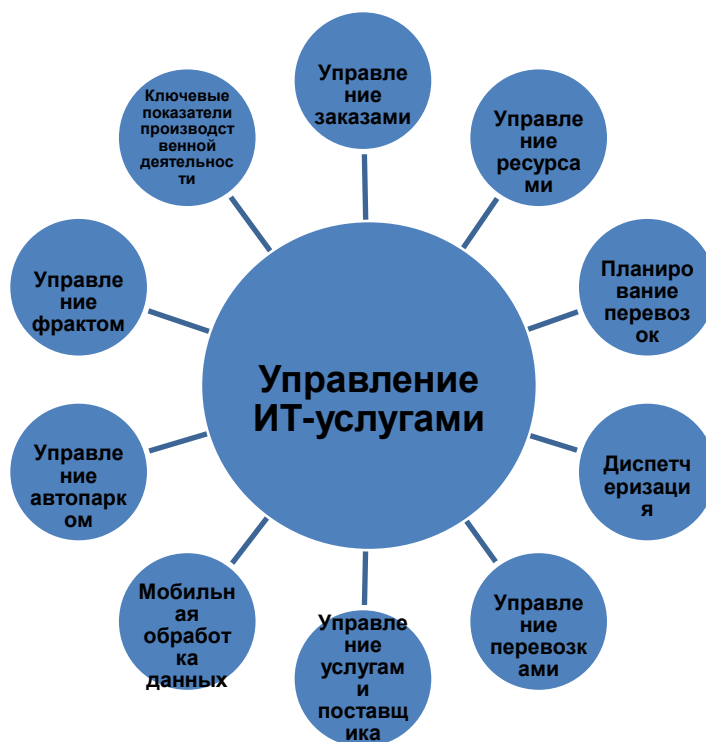 Управле
ние
заказами
Управле
ние
ресурса
ми
Планиро
вание
перевоз
ок
Диспетч
еризаци
я
Управле
ние
перевозк
ами
Управле
ние
услугам
и
поставщ
ика
Мобильн
ая
обработ
ка
данных
Управле
ние
автопарк
ом
Управле
ние
фрактом
Ключевые
показатели
производст
венной
деятельнос
ти
Управление
ИТ-услугами